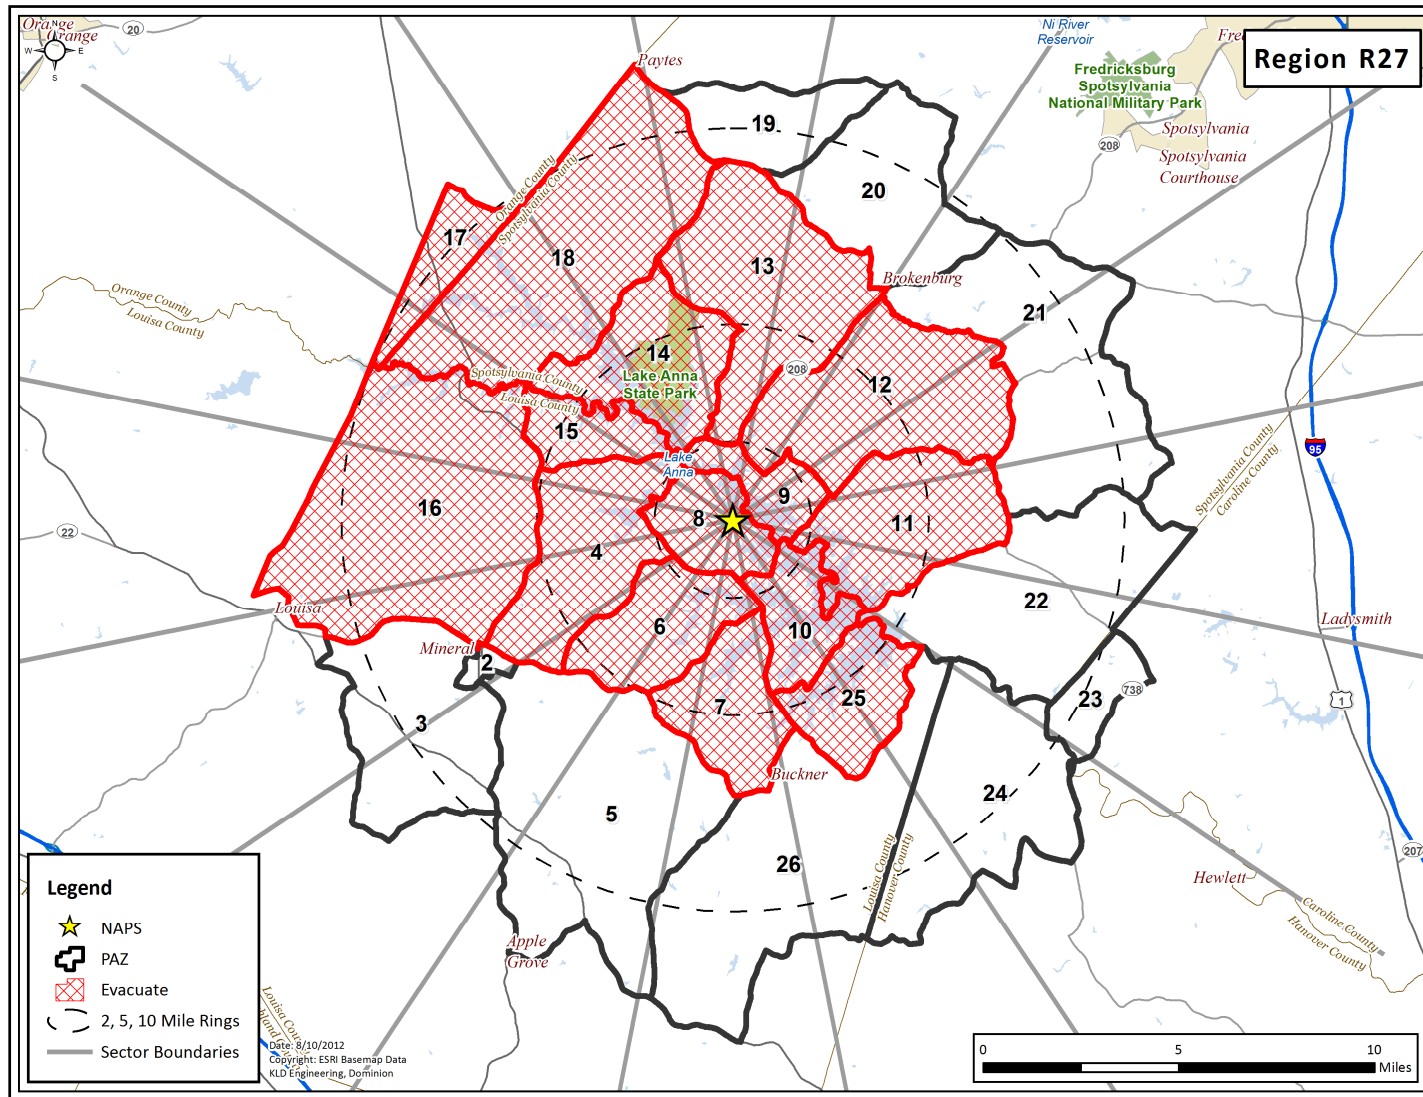 Region R27
Orange
Orange
N
W E
S
20
Paytes
Ni River
Reservoir
Fredricksburg
Spotsylvania
National Military Park
Spotsylvania
Spotsylvania
Courthouse
208
19
20
Orange County
Spotsylvania County
17
18
13
Brokenburg
21
Orange County
Louisa County
14
Lake Anna
State Park
208
12
Spotsylvania County
Louisa County
15
Lake
Anna
95
Spotsylvania County
Caroline County
16
9
8
11
22
4
Louisa
6
10
22
Ladysmith
Mineral
2
25
23
738
1
3
7
Buckner
24
5
26
207
Louisa County
Hanover County
Hewlett
Caroline County
Hanover County
Apple
Grove
Legend
NAPS
PAZ
Evacuate
2, 5, 10 Mile Rings
Sector Boundaries
Louisa County
Date: 8/10/2012
Copyright: ESRI Basemap Data
KLD Engineering, Dominion
0 5 10
Miles